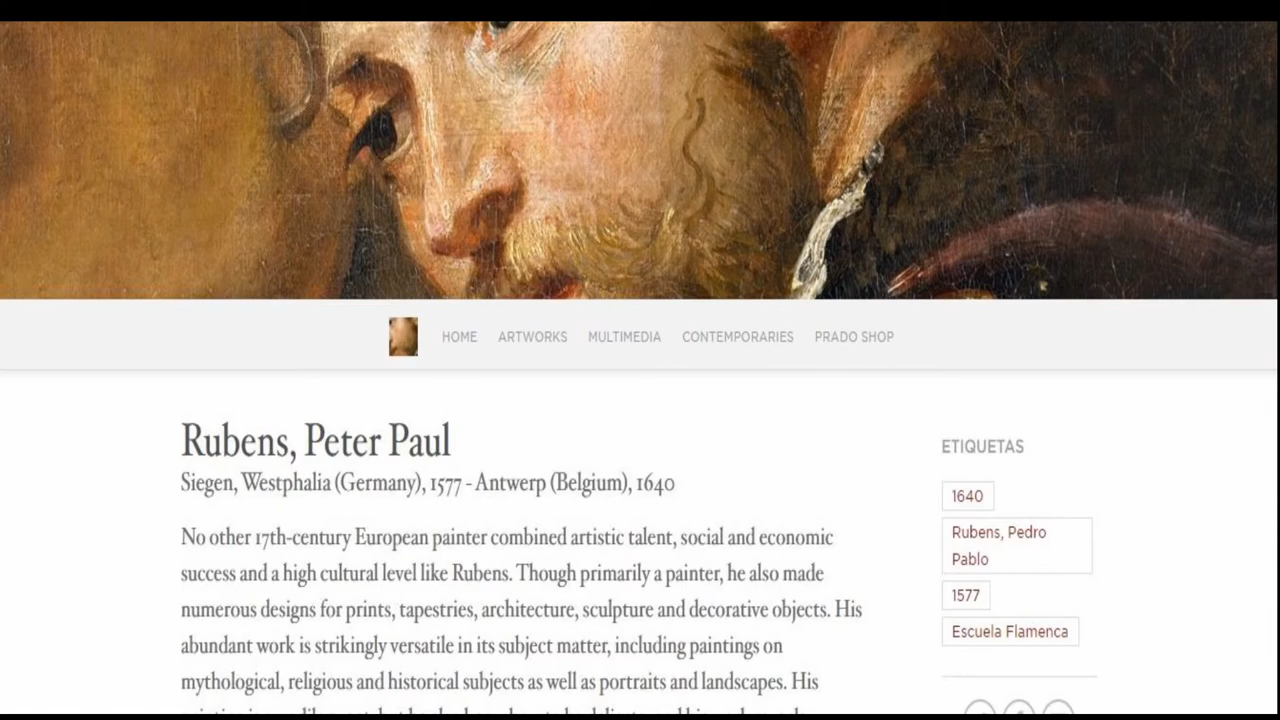 HOME ARTWORKS MULTIMEDIA CONTEMPORARIES PRADO SHOP
Rubens, Peter Paul
Siegen, Westphalia (Germany), 1577 - Antwerp (Belgium), 1640
No other 17th-century European painter combined artistic talent, social and economic
success and a high cultural level like Rubens. Though primarily a painter, he also made
numerous designs for prints, tapestries, architecture, sculpture and decorative objects. His
abundant work is strikingly versatile in its subject matter, including paintings on
mythological, religious and historical subjects as well as portraits and landscapes. His
ETIQUETAS
1640
Rubens, Pedro
Pablo
1577
Escuela Flamenca